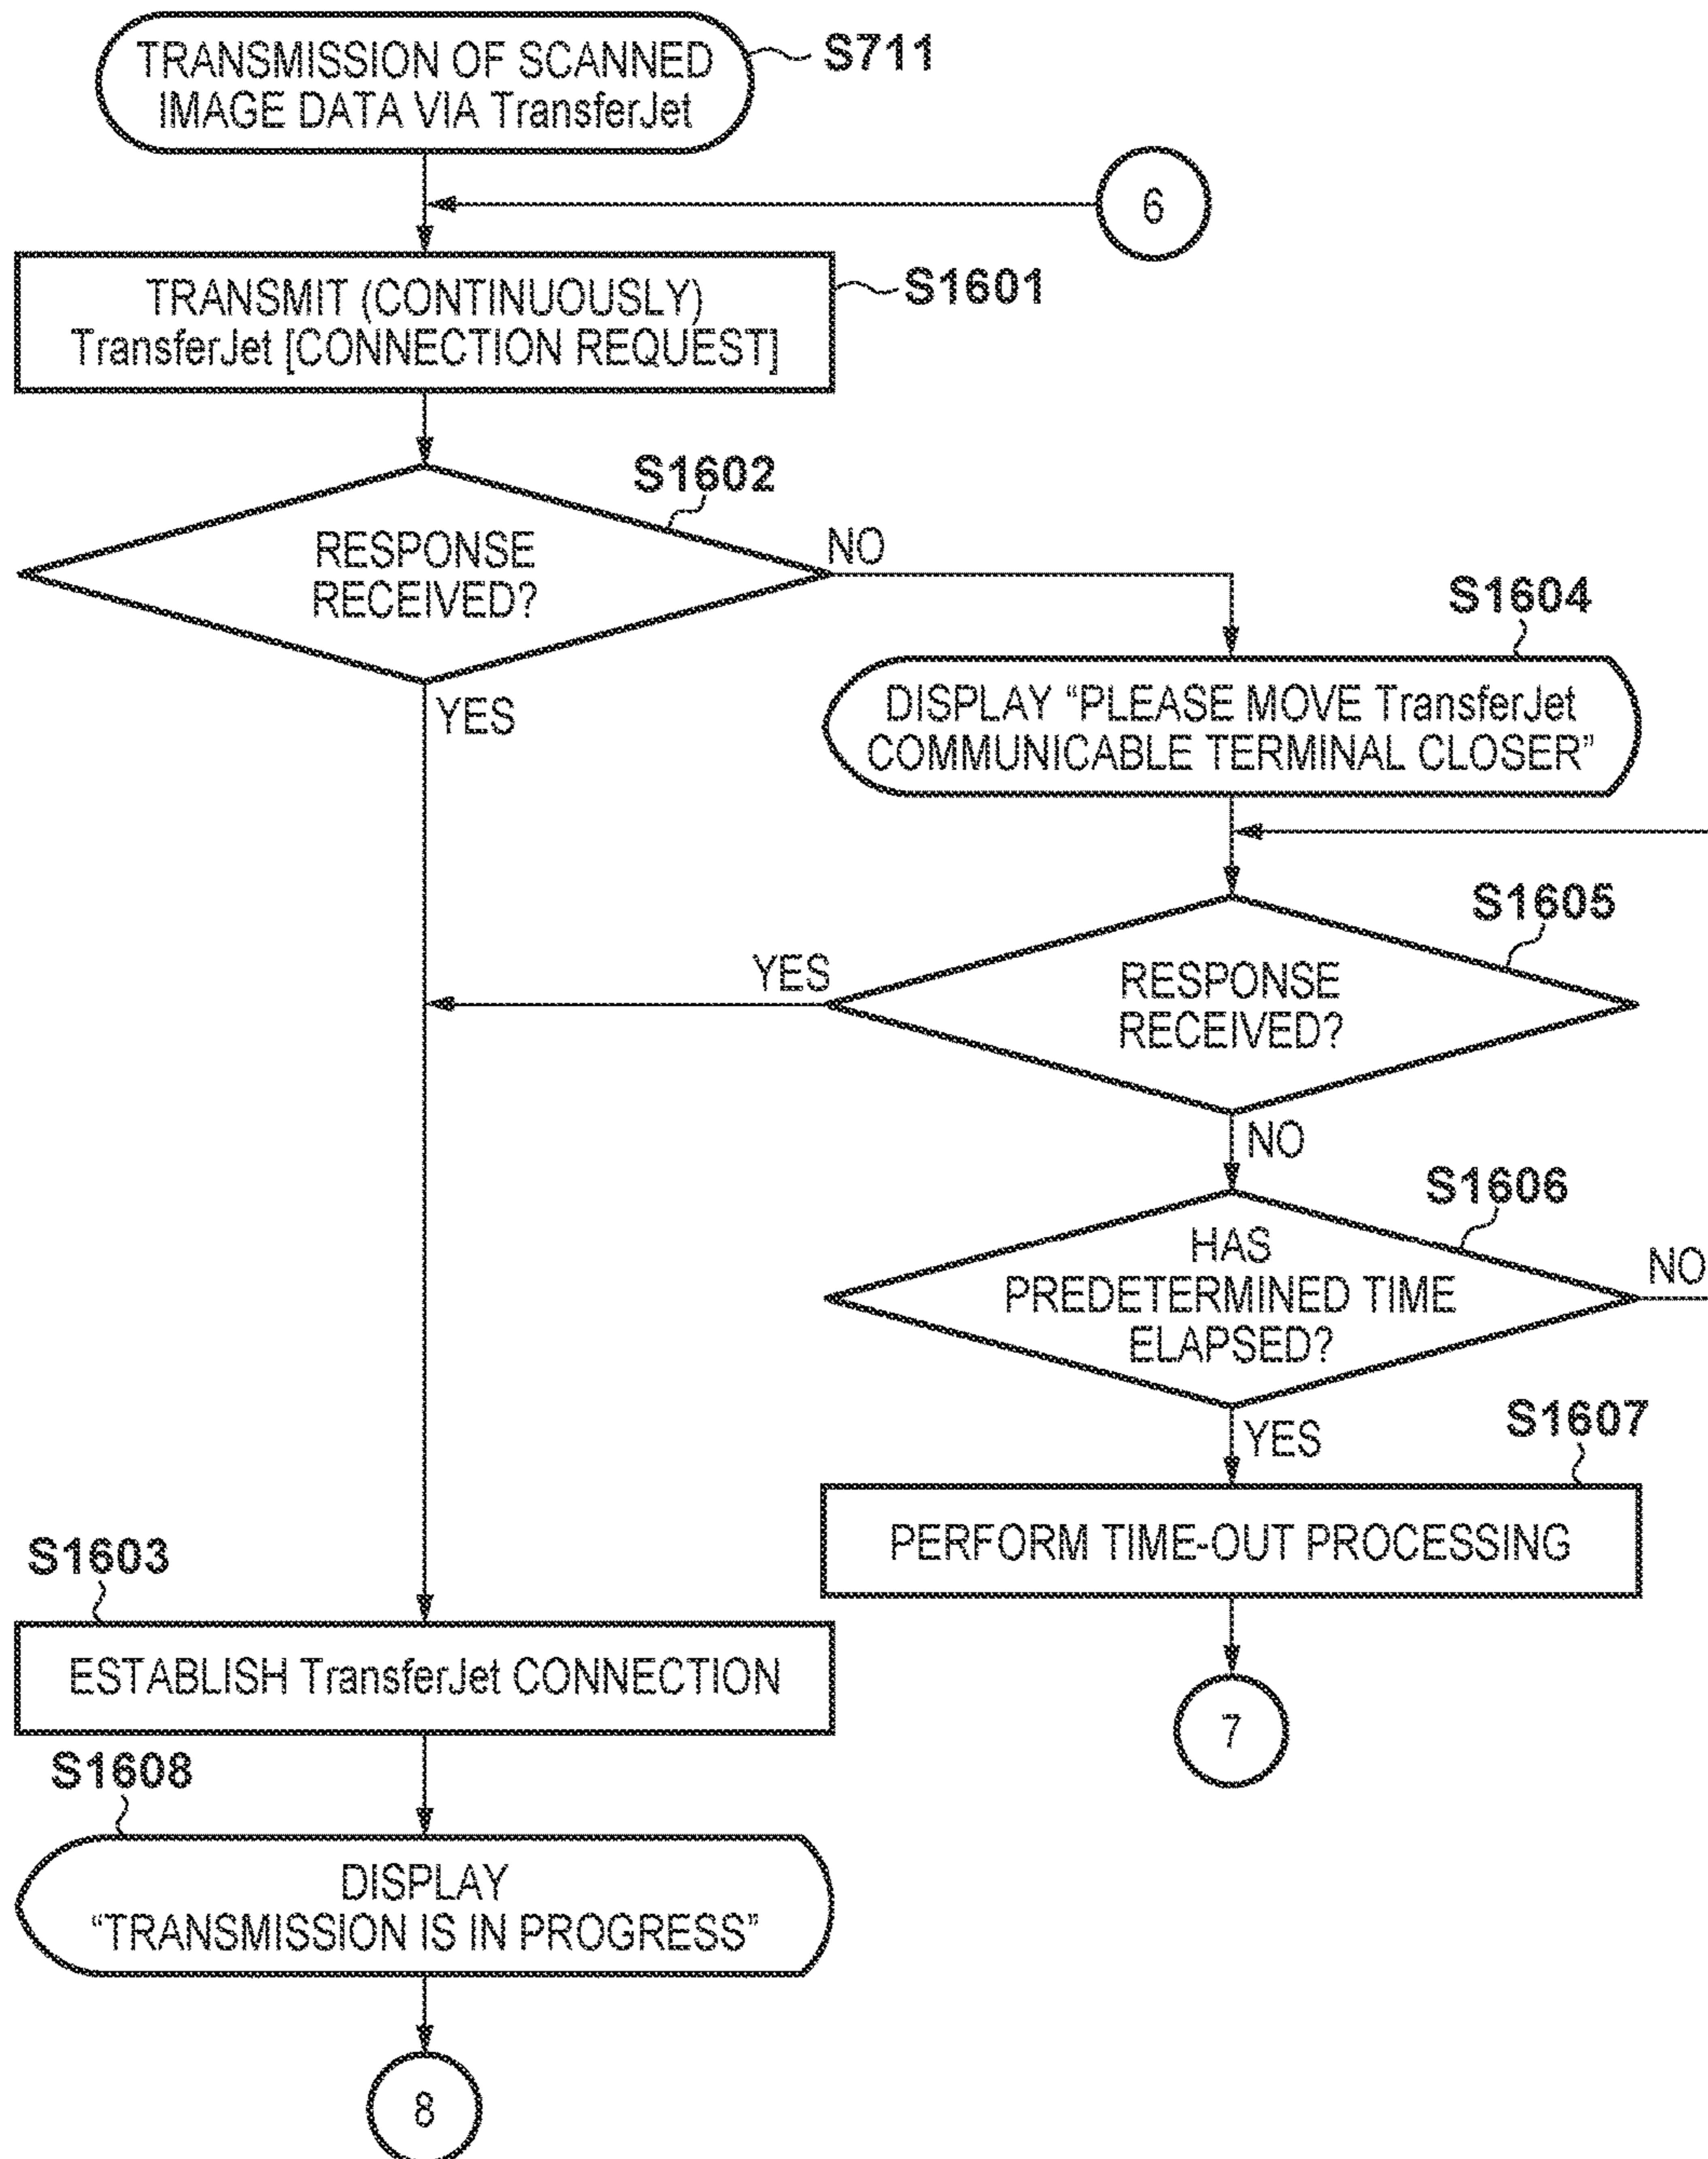 TRANSMISSION OF SCANNED
IMAGE DATA VIA TransferJet
S711
6
TRANSMIT (CONTINUOUSLY)
TransferJet [CONNECTION REQUEST]
S1601
S1602
RESPONSE
RECEIVED?
NO
YES
S1604
DISPLAY “PLEASE MOVE TransferJet
COMMUNICABLE TERMINAL CLOSER”
S1605
YES
RESPONSE
RECEIVED?
NO
S1606
HAS
PREDETERMINED TIME
ELAPSED?
NO
YES
S1607
PERFORM TIME-OUT PROCESSING
7
S1603
ESTABLISH TransferJet CONNECTION
S1608
DISPLAY
“TRANSMISSION IS IN PROGRESS”
8